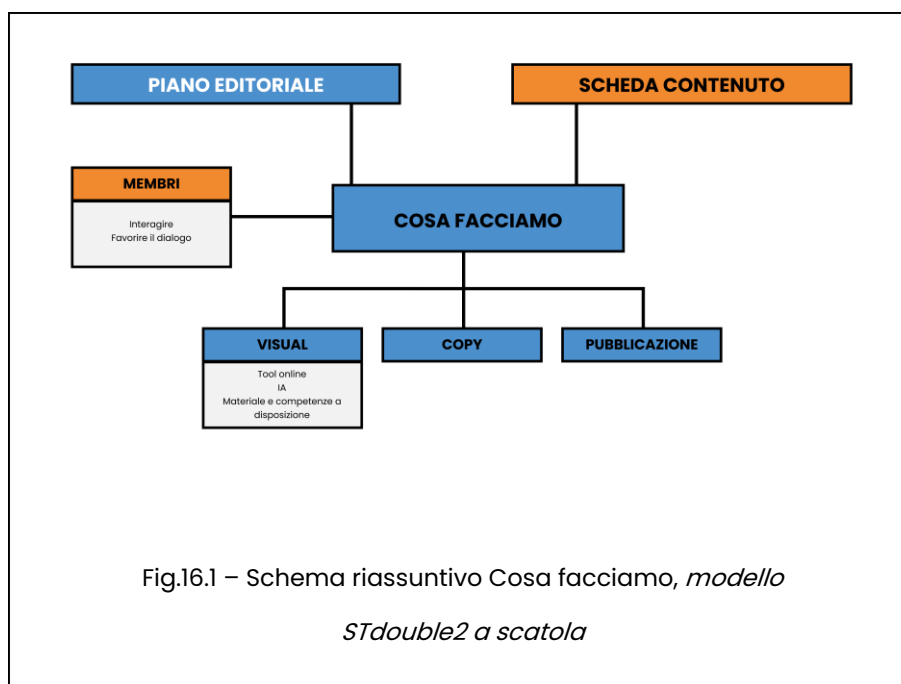 PIANO EDITORIALE
SCHEDA CONTENUTO
MEMBRI
Interagire
Favorire il dialogo
COSA FACCIAMO
VISUAL
Tool online
IA
Materiale e competenze a
disposizione
COPY
PUBBLICAZIONE
Fig.16.1 – Schema riassuntivo Cosa facciamo, modello
STdouble2 a scatola